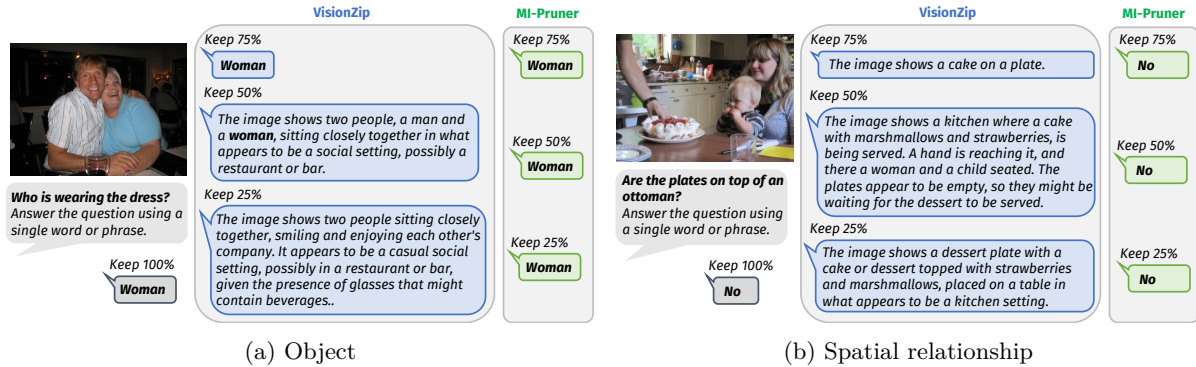 VisionZip
MI-Pruner
Keep 75%
Woman
Keep 50%
The image shows two people, a man and
a woman, sitting closely together in what
appears to be a social setting, possibly a
restaurant or bar.
Keep 25%
The image shows two people sitting closely
together, smiling and enjoying each other's
company. It appears to be a casual social
setting, possibly in a restaurant or bar,
given the presence of glasses that might
contain beverages..
Keep 75%
Woman
Keep 50%
Woman
Keep 25%
Woman
Who is wearing the dress?
Answer the question using a
single word or phrase.
Keep 100%
Woman
(a) Object
VisionZip
MI-Pruner
Keep 75%
The image shows a cake on a plate.
Keep 50%
The image shows a kitchen where a cake
with marshmallows and strawberries, is
being served. A hand is reaching it, and
there a woman and a child seated. The
plates appear to be empty, so they might be
waiting for the dessert to be served.
Keep 25%
The image shows a dessert plate with a
cake or dessert topped with strawberries
and marshmallows, placed on a table in
what appears to be a kitchen setting.
Keep 75%
No
Keep 50%
No
Keep 25%
No
Are the plates on top of an
ottoman?
Answer the question using
a single word or phrase.
Keep 100%
No
(b) Spatial relationship